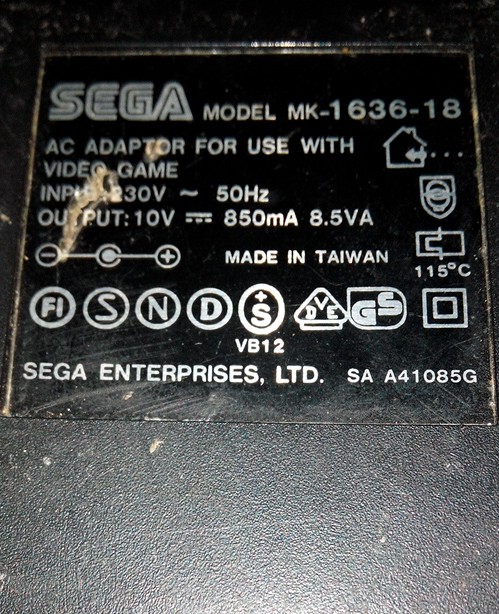 SEGA MODEL MK-1636-18
AC ADAPTOR FOR USE WITH
VIDEO GAME
INPUT:230V ~ 50Hz
OUTPUT:10V ⎓ 850mA 8.5VA
- + MADE IN TAIWAN
115°C
FI S N D +S DVE GS
VB12
SEGA ENTERPRISES, LTD. SA A41085G